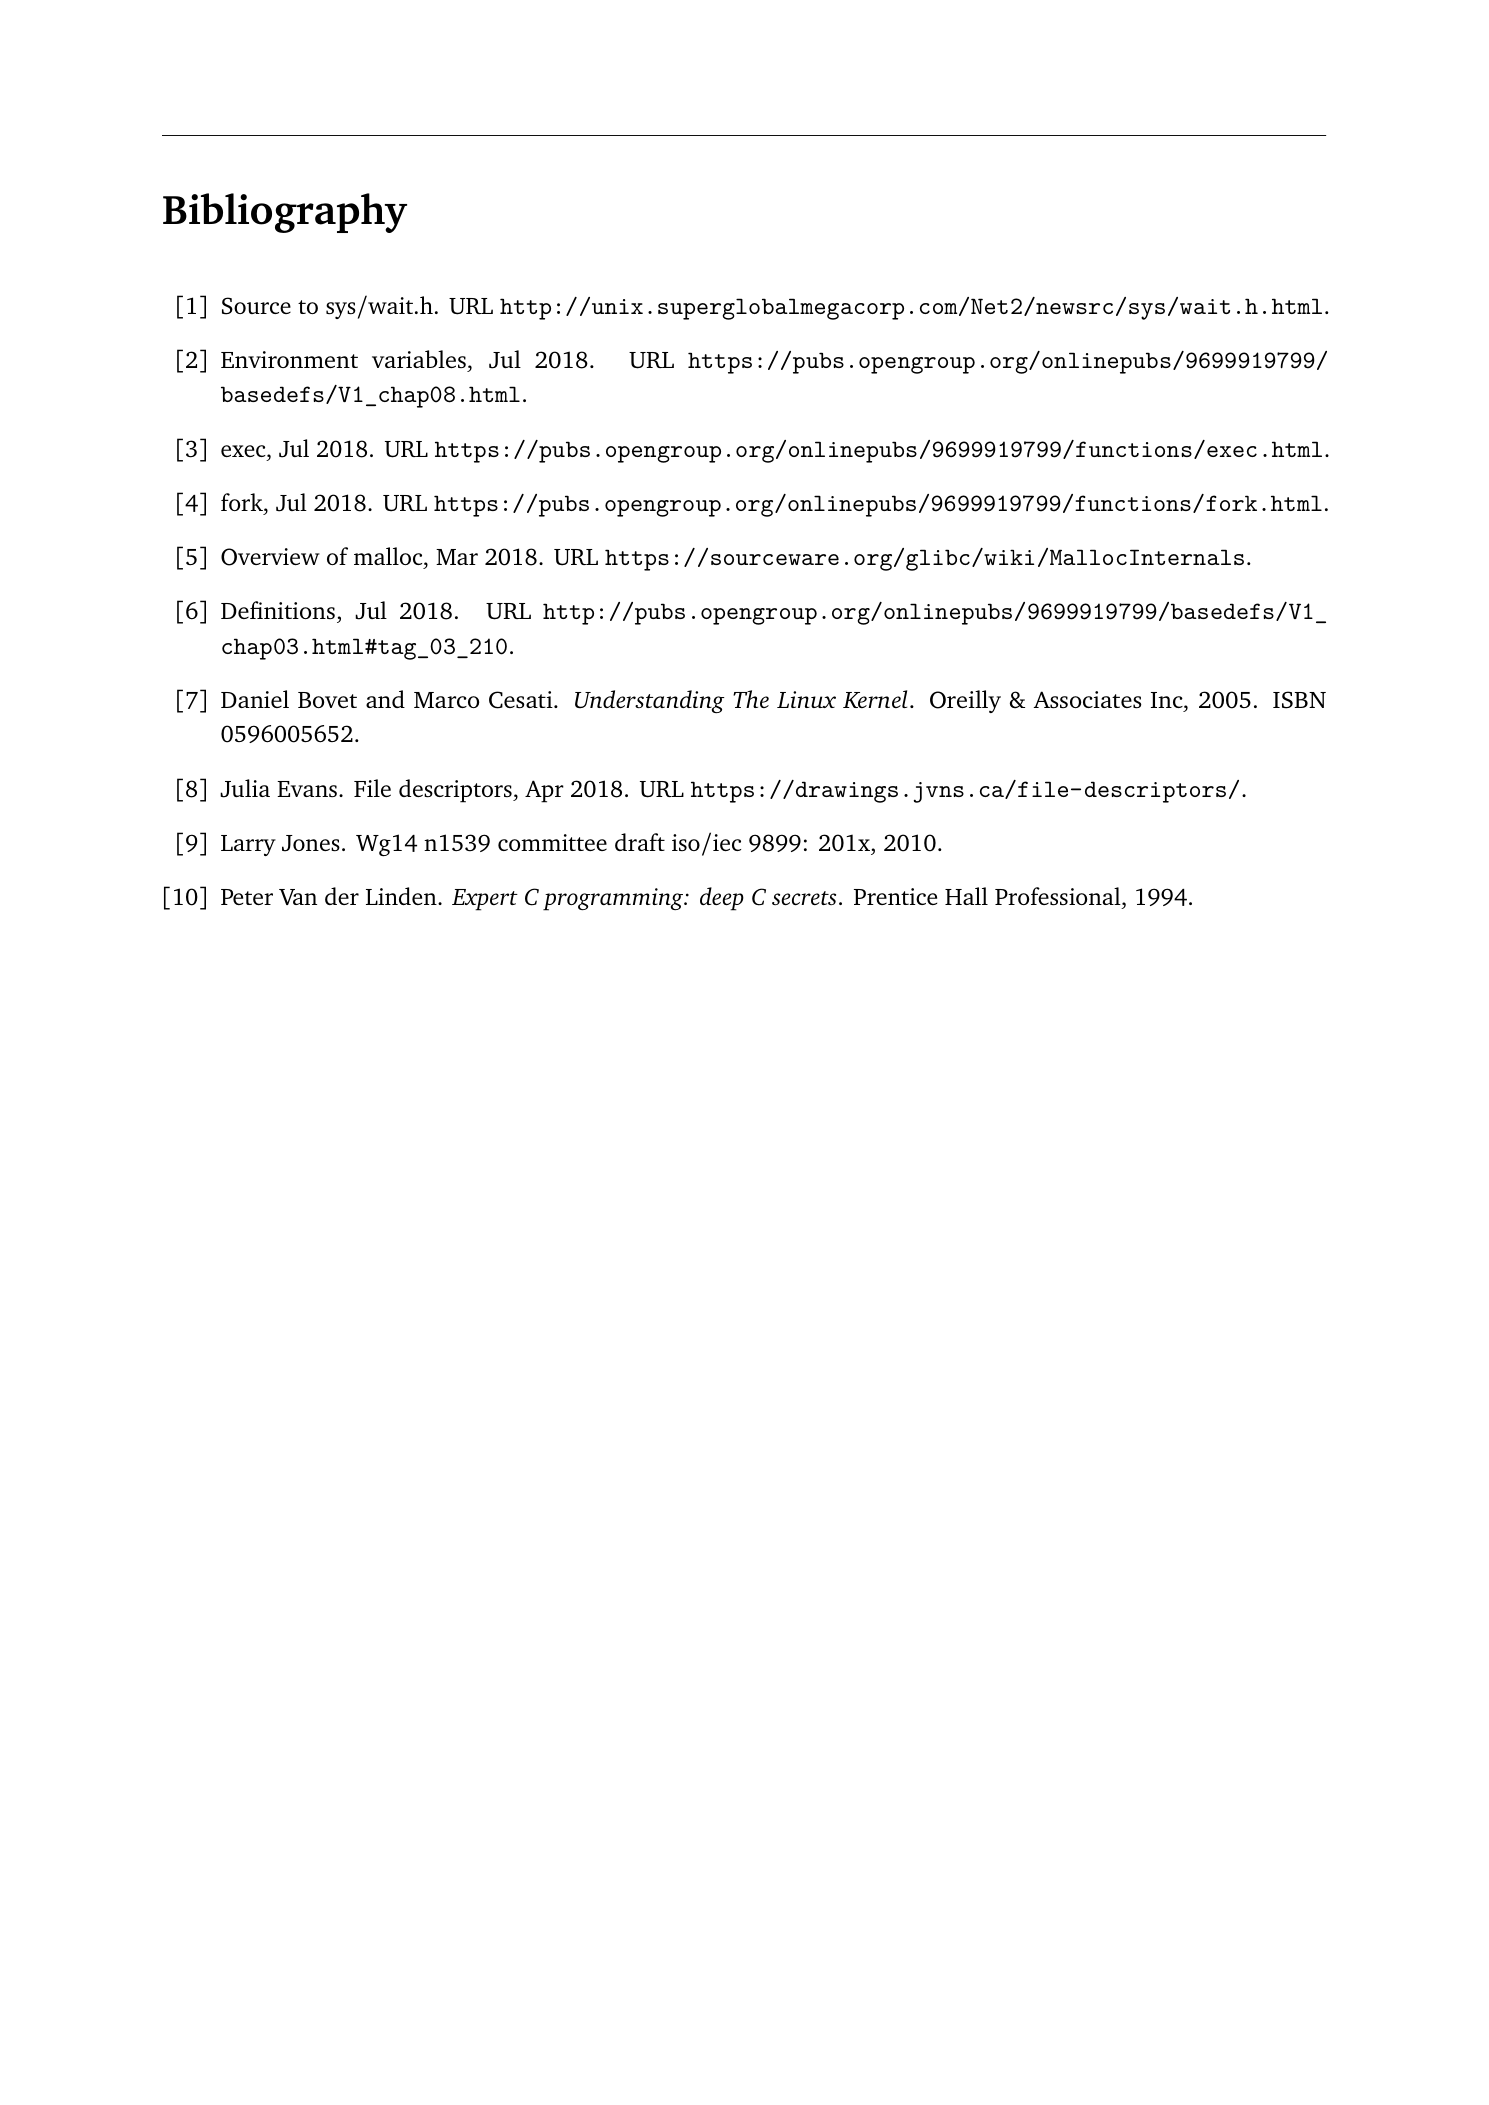 Bibliography
[1] Source to sys/wait.h. URL http://unix.superglobalmegacorp.com/Net2/newsrc/sys/wait.h.html.
[2] Environment variables, Jul 2018. URL https://pubs.opengroup.org/onlinepubs/9699919799/
basedefs/V1_chap08.html.
[3] exec, Jul 2018. URL https://pubs.opengroup.org/onlinepubs/9699919799/functions/exec.html.
[4] fork, Jul 2018. URL https://pubs.opengroup.org/onlinepubs/9699919799/functions/fork.html.
[5] Overview of malloc, Mar 2018. URL https://sourceware.org/glibc/wiki/MallocInternals.
[6] Definitions, Jul 2018. URL http://pubs.opengroup.org/onlinepubs/9699919799/basedefs/V1_
chap03.html#tag_03_210.
[7] Daniel Bovet and Marco Cesati. Understanding The Linux Kernel. Oreilly & Associates Inc, 2005. ISBN
0596005652.
[8] Julia Evans. File descriptors, Apr 2018. URL https://drawings.jvns.ca/file-descriptors/.
[9] Larry Jones. Wg14 n1539 committee draft iso/iec 9899: 201x, 2010.
[10] Peter Van der Linden. Expert C programming: deep C secrets. Prentice Hall Professional, 1994.